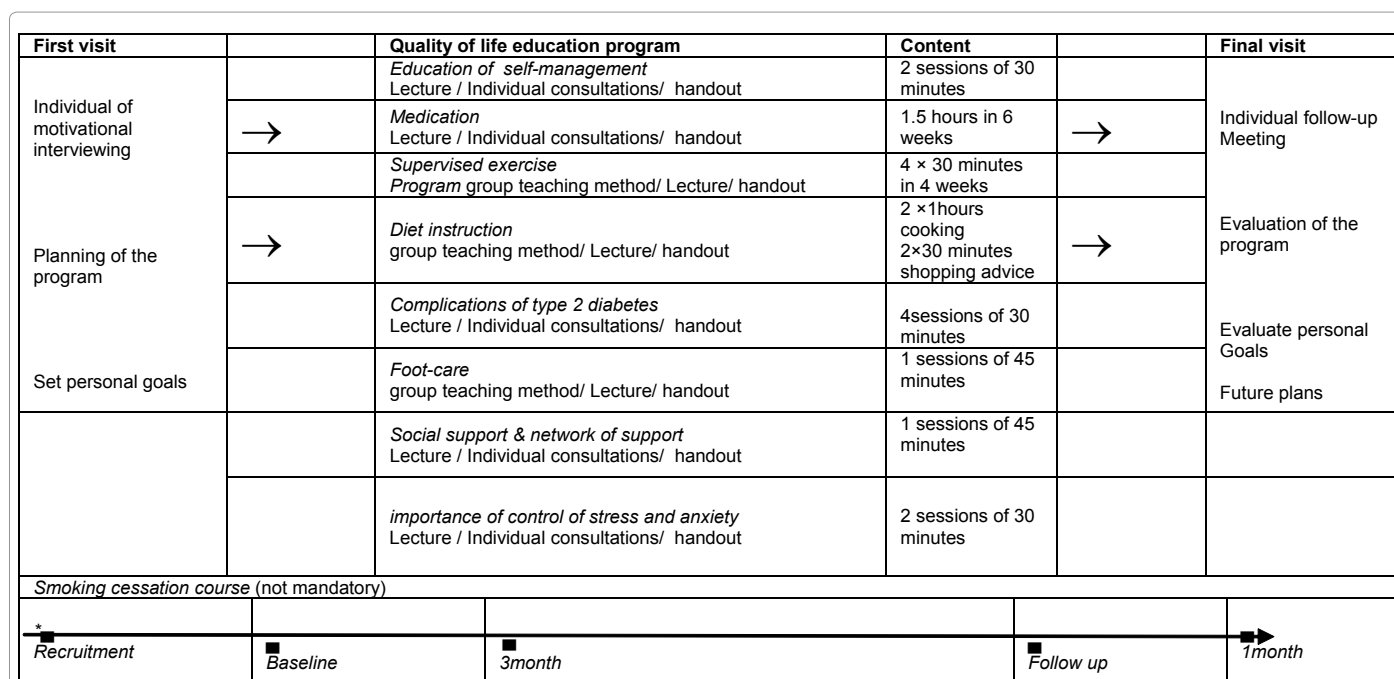 First visit
Quality of life education program
Content
Final visit
Individual of
motivational
interviewing
Planning of the
program
Set personal goals
→
→
Education of self-management
Lecture / Individual consultations/ handout
2 sessions of 30
minutes
Medication
Lecture / Individual consultations/ handout
1.5 hours in 6
weeks
Supervised exercise
Program group teaching method/ Lecture/ handout
4 × 30 minutes
in 4 weeks
Diet instruction
group teaching method/ Lecture/ handout
2 ×1hours
cooking
2×30 minutes
shopping advice
Complications of type 2 diabetes
Lecture / Individual consultations/ handout
4sessions of 30
minutes
Foot-care
group teaching method/ Lecture/ handout
1 sessions of 45
minutes
Social support & network of support
Lecture / Individual consultations/ handout
1 sessions of 45
minutes
importance of control of stress and anxiety
Lecture / Individual consultations/ handout
2 sessions of 30
minutes
→
→
Individual follow-up
Meeting
Evaluation of the
program
Evaluate personal
Goals
Future plans
Smoking cessation course (not mandatory)
*
Recruitment
Baseline
3month
Follow up
1month